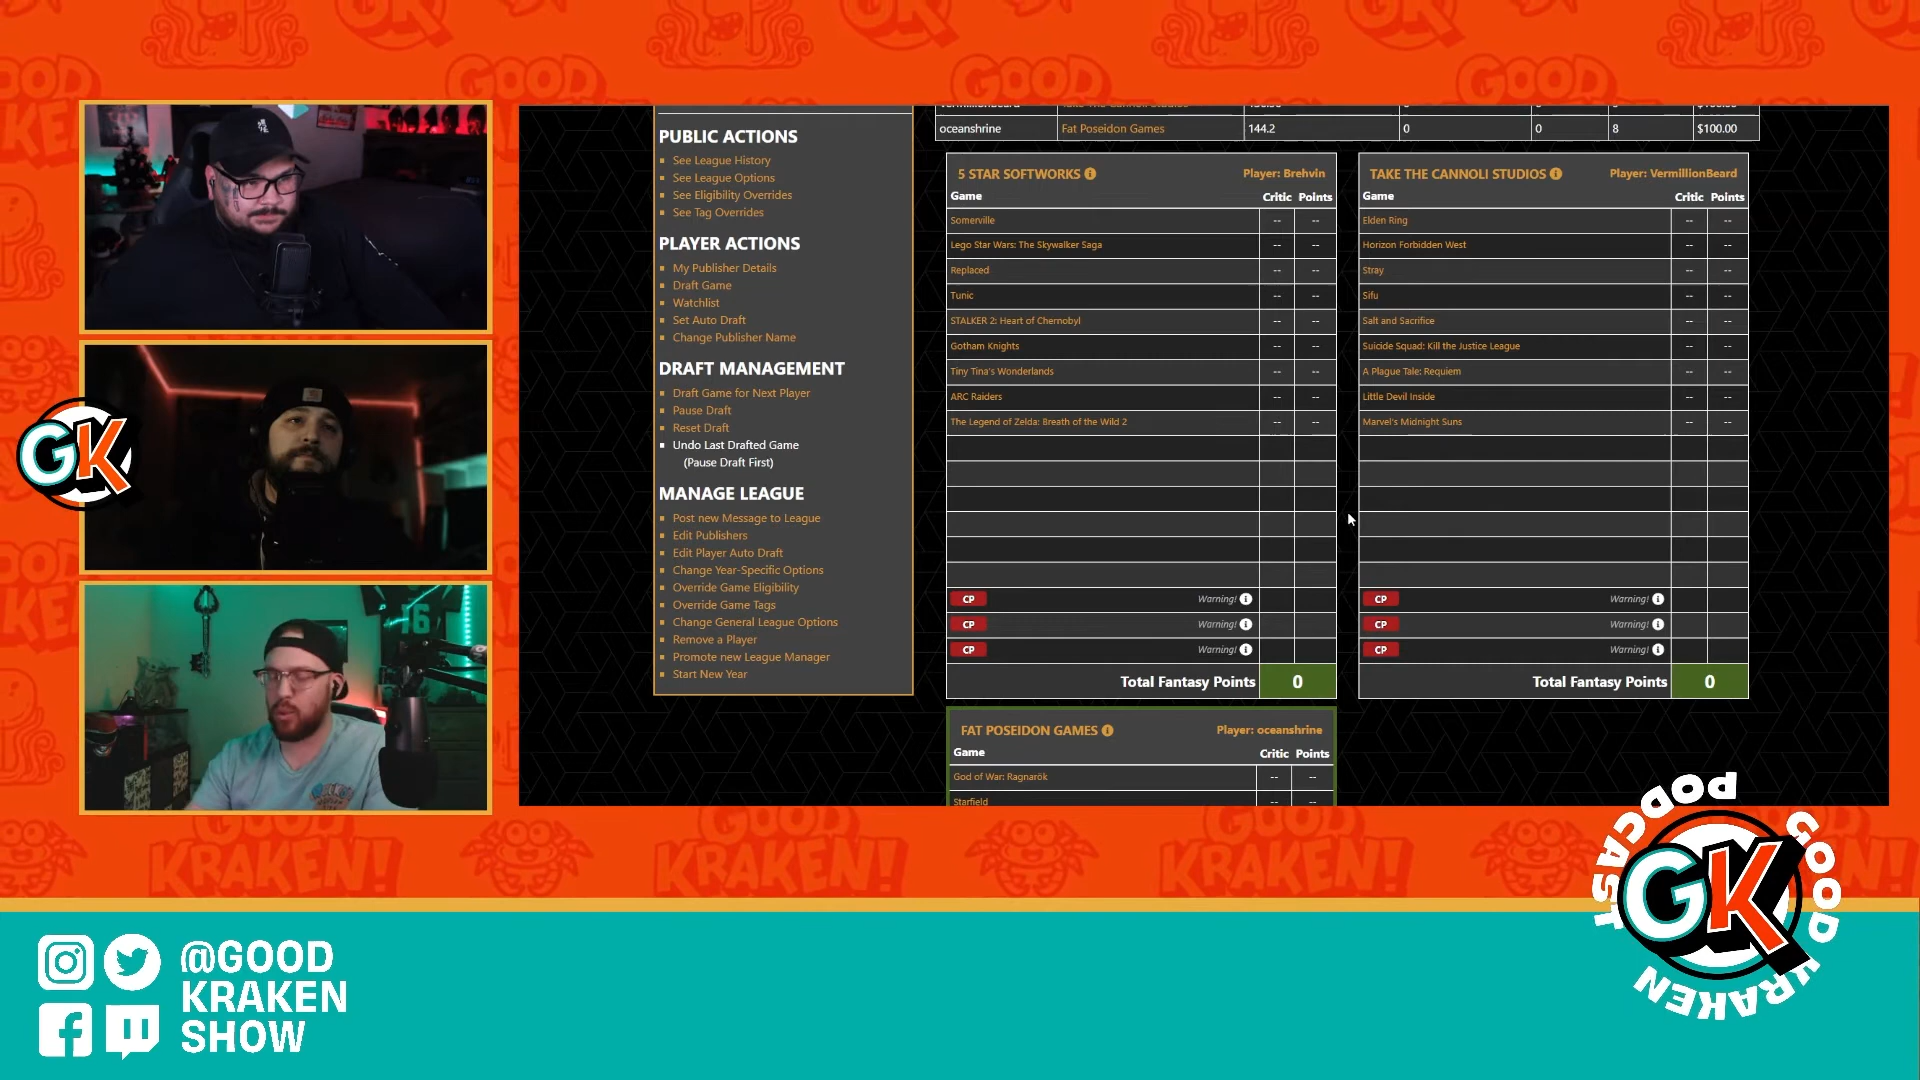 oceanshrine Fat Poseidon Games 144.2 0 0 8 $100.00
PUBLIC ACTIONS
See League History
See League Options
See Eligibility Overrides
See Tag Overrides
PLAYER ACTIONS
My Publisher Details
Draft Game
Watchlist
Set Auto Draft
Change Publisher Name
DRAFT MANAGEMENT
Draft Game for Next Player
Pause Draft
Reset Draft
Undo Last Drafted Game
(Pause Draft First)
MANAGE LEAGUE
Post new Message to League
Edit Publishers
Edit Player Auto Draft
Change Year-Specific Options
Override Game Eligibility
Override Game Tags
Change General League Options
Remove a Player
Promote new League Manager
Start New Year
5 STAR SOFTWORKS Player: Brehvin
Game Critic Points
Somerville -- --
Lego Star Wars: The Skywalker Saga -- --
Replaced -- --
Tunic -- --
STALKER 2: Heart of Chernobyl -- --
Gotham Knights -- --
Tiny Tina's Wonderlands -- --
ARC Raiders -- --
The Legend of Zelda: Breath of the Wild 2 -- --
CP Warning!
CP Warning!
CP Warning!
Total Fantasy Points 0
TAKE THE CANNOLI STUDIOS Player: VermillionBeard
Game Critic Points
Elden Ring -- --
Horizon Forbidden West -- --
Stray -- --
Sifu -- --
Salt and Sacrifice -- --
Suicide Squad: Kill the Justice League -- --
A Plague Tale: Requiem -- --
Little Devil Inside -- --
Marvel's Midnight Suns -- --
CP Warning!
CP Warning!
CP Warning!
Total Fantasy Points 0
FAT POSEIDON GAMES Player: oceanshrine
Game Critic Points
God of War: Ragnarök -- --
Starfield -- --
GK
16
GOOD KRAKEN!
GOOD KRAKEN!
GOOD KRAKEN!
@GOOD
KRAKEN
SHOW
GOOD KRAKEN PODCAST
GK